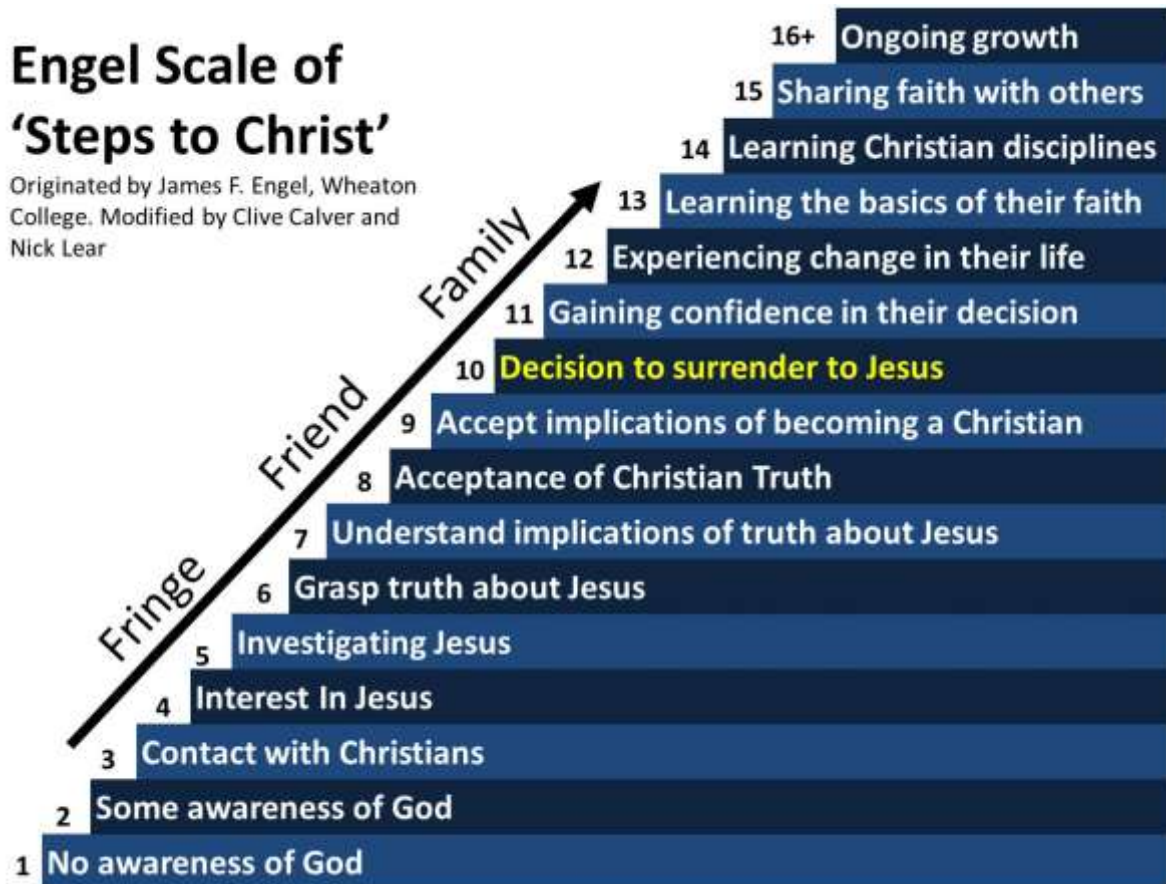 Engel Scale of
‘Steps to Christ’
Originated by James F. Engel, Wheaton
College. Modified by Clive Calver and
Nick Lear
16+ Ongoing growth
15 Sharing faith with others
14 Learning Christian disciplines
13 Learning the basics of their faith
12 Experiencing change in their life
11 Gaining confidence in their decision
10 Decision to surrender to Jesus
9 Accept implications of becoming a Christian
8 Acceptance of Christian Truth
7 Understand implications of truth about Jesus
6 Grasp truth about Jesus
5 Investigating Jesus
4 Interest In Jesus
3 Contact with Christians
2 Some awareness of God
1 No awareness of God
Fringe
Friend
Family